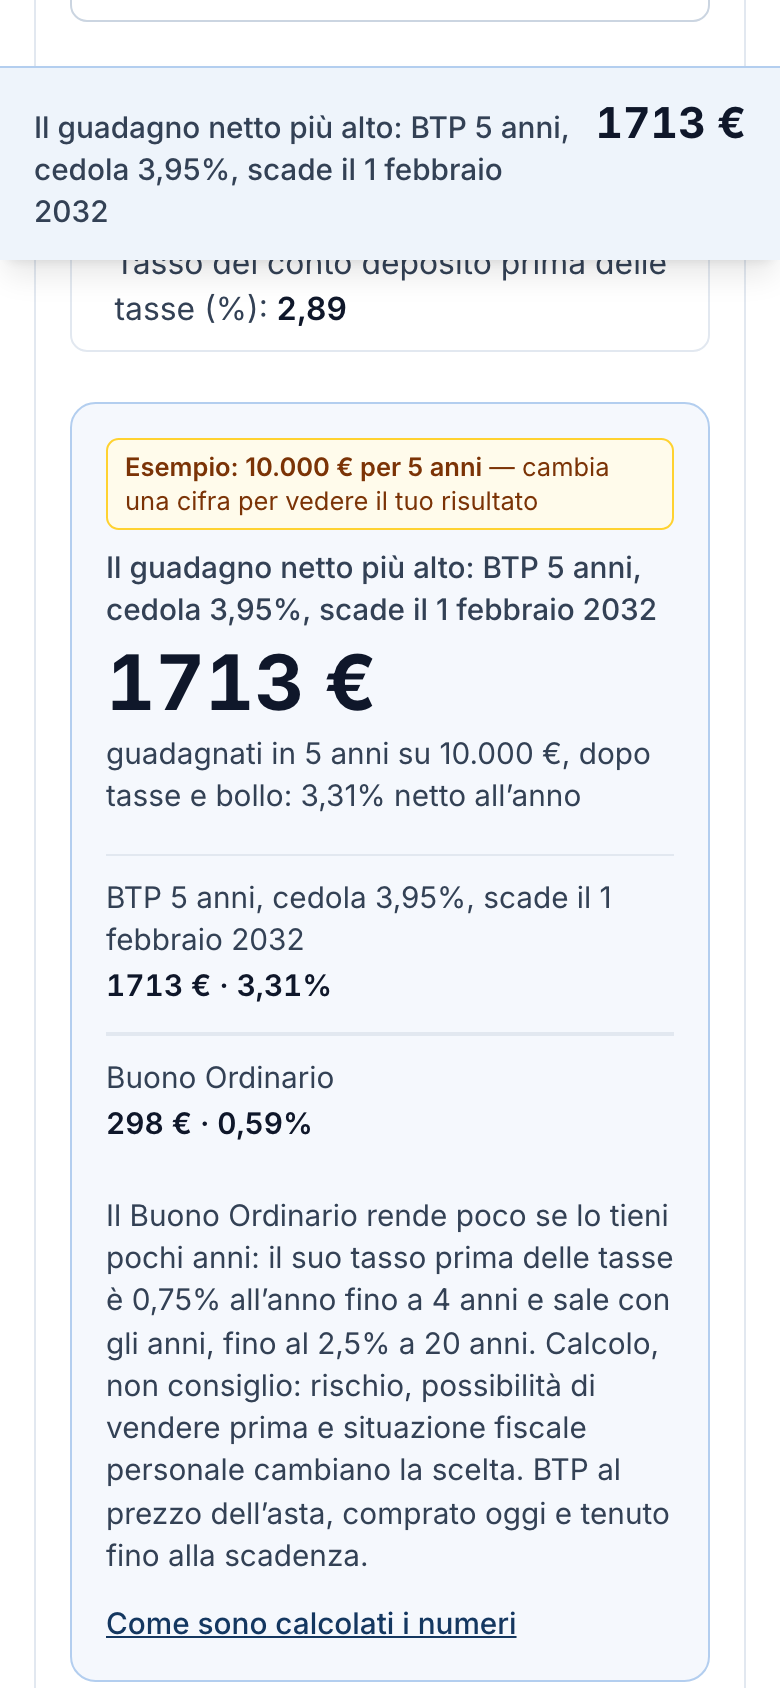 Il guadagno netto più alto: BTP 5 anni, 1713 €
cedola 3,95%, scade il 1 febbraio
2032
Tasso del conto deposito prima delle
tasse (%): 2,89
Esempio: 10.000 € per 5 anni — cambia
una cifra per vedere il tuo risultato
Il guadagno netto più alto: BTP 5 anni,
cedola 3,95%, scade il 1 febbraio 2032
1713 €
guadagnati in 5 anni su 10.000 €, dopo
tasse e bollo: 3,31% netto all’anno
BTP 5 anni, cedola 3,95%, scade il 1
febbraio 2032
1713 € · 3,31%
Buono Ordinario
298 € · 0,59%
Il Buono Ordinario rende poco se lo tieni
pochi anni: il suo tasso prima delle tasse
è 0,75% all’anno fino a 4 anni e sale con
gli anni, fino al 2,5% a 20 anni. Calcolo,
non consiglio: rischio, possibilità di
vendere prima e situazione fiscale
personale cambiano la scelta. BTP al
prezzo dell’asta, comprato oggi e tenuto
fino alla scadenza.
Come sono calcolati i numeri